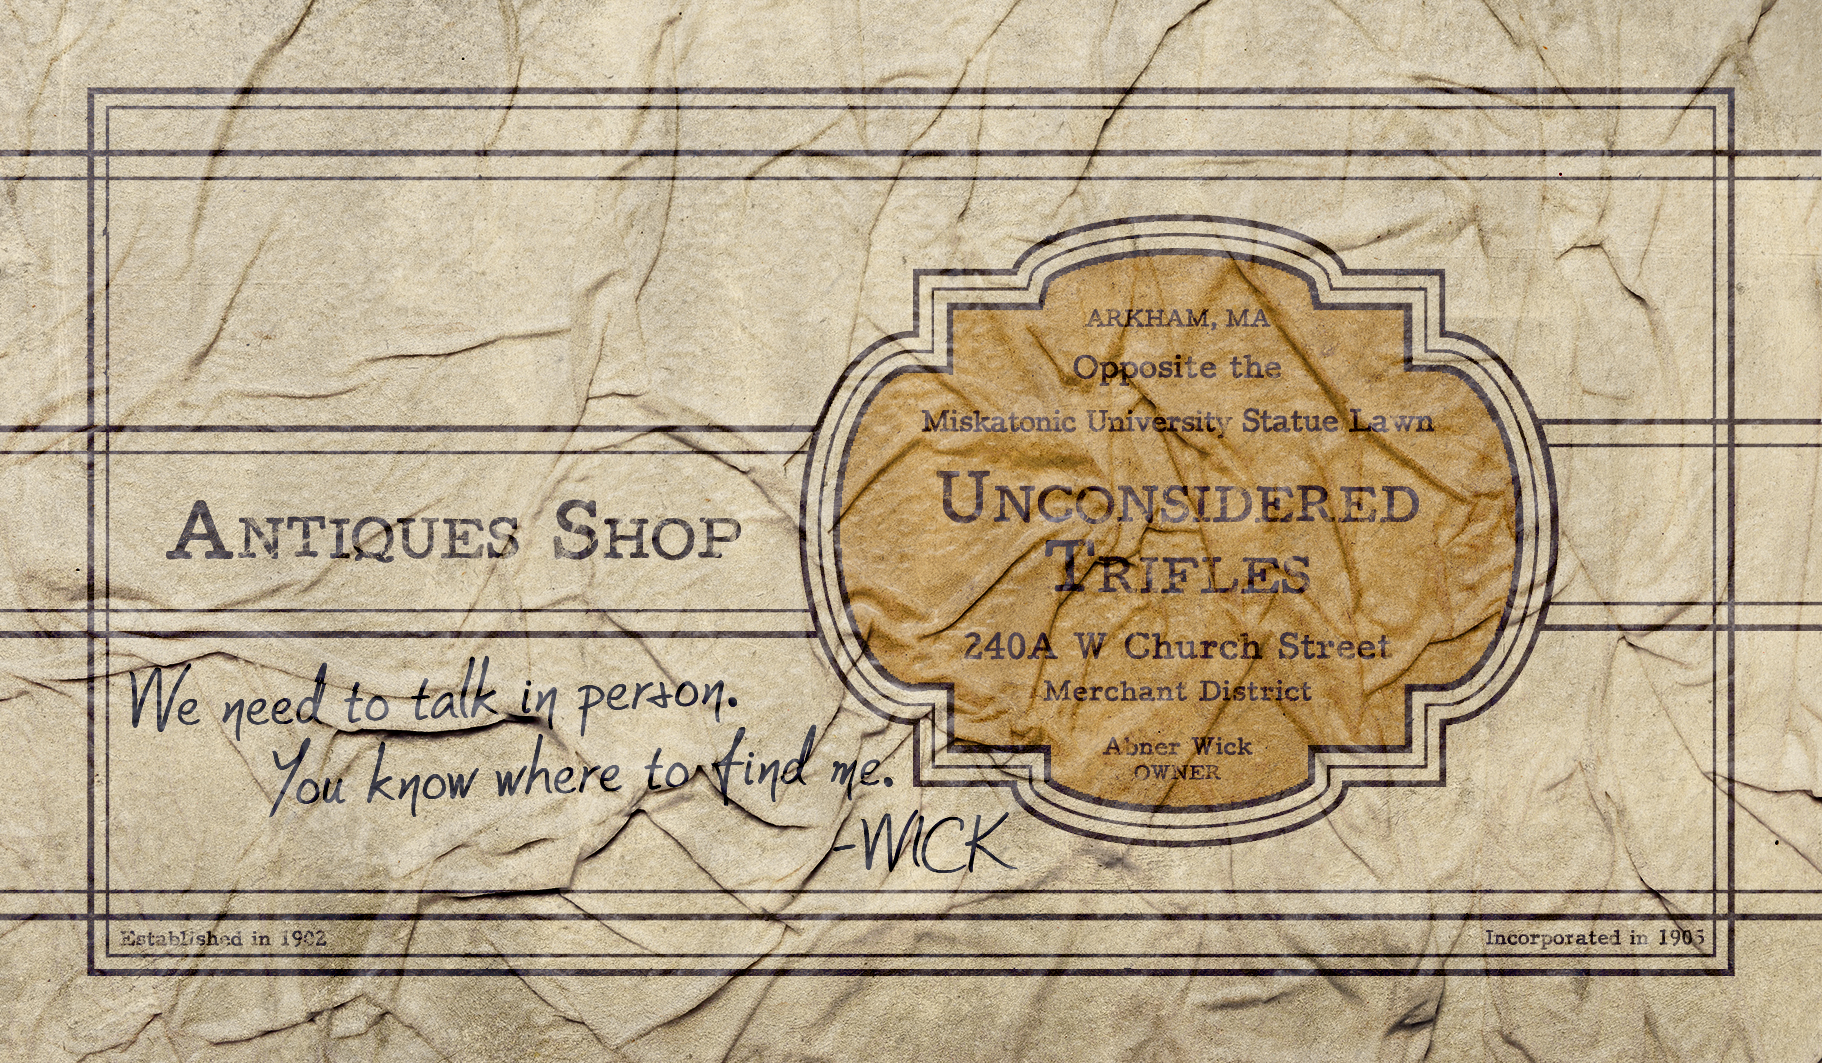 ARKHAM, MA
Opposite the
Miskatonic University Statue Lawn
UNCONSIDERED
TRIFLES
240A W Church Street
Merchant District
Abner Wick
OWNER
ANTIQUES SHOP
We need to talk in person.
You know where to find me.
-WICK
Established in 1902
Incorporated in 1905